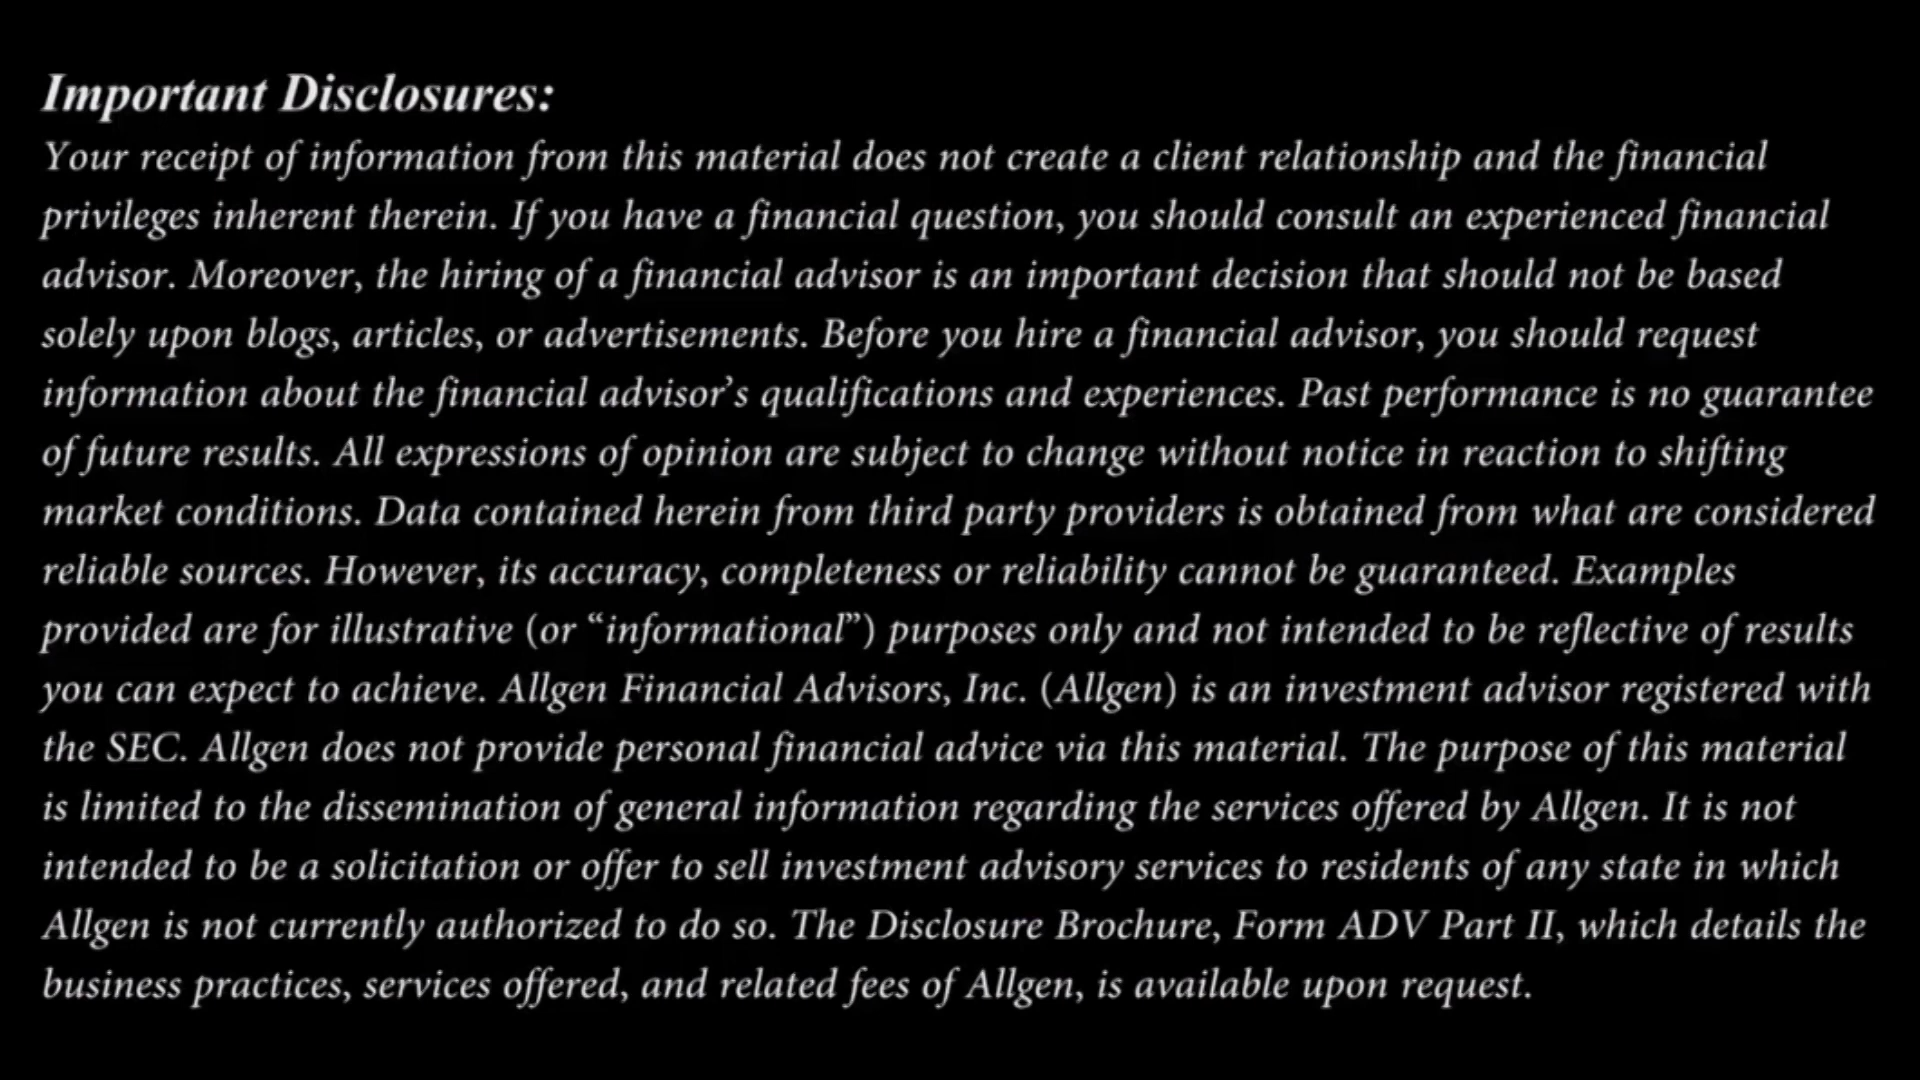 Important Disclosures:
Your receipt of information from this material does not create a client relationship and the financial
privileges inherent therein. If you have a financial question, you should consult an experienced financial
advisor. Moreover, the hiring of a financial advisor is an important decision that should not be based
solely upon blogs, articles, or advertisements. Before you hire a financial advisor, you should request
information about the financial advisor’s qualifications and experiences. Past performance is no guarantee
of future results. All expressions of opinion are subject to change without notice in reaction to shifting
market conditions. Data contained herein from third party providers is obtained from what are considered
reliable sources. However, its accuracy, completeness or reliability cannot be guaranteed. Examples
provided are for illustrative (or “informational”) purposes only and not intended to be reflective of results
you can expect to achieve. Allgen Financial Advisors, Inc. (Allgen) is an investment advisor registered with
the SEC. Allgen does not provide personal financial advice via this material. The purpose of this material
is limited to the dissemination of general information regarding the services offered by Allgen. It is not
intended to be a solicitation or offer to sell investment advisory services to residents of any state in which
Allgen is not currently authorized to do so. The Disclosure Brochure, Form ADV Part II, which details the
business practices, services offered, and related fees of Allgen, is available upon request.